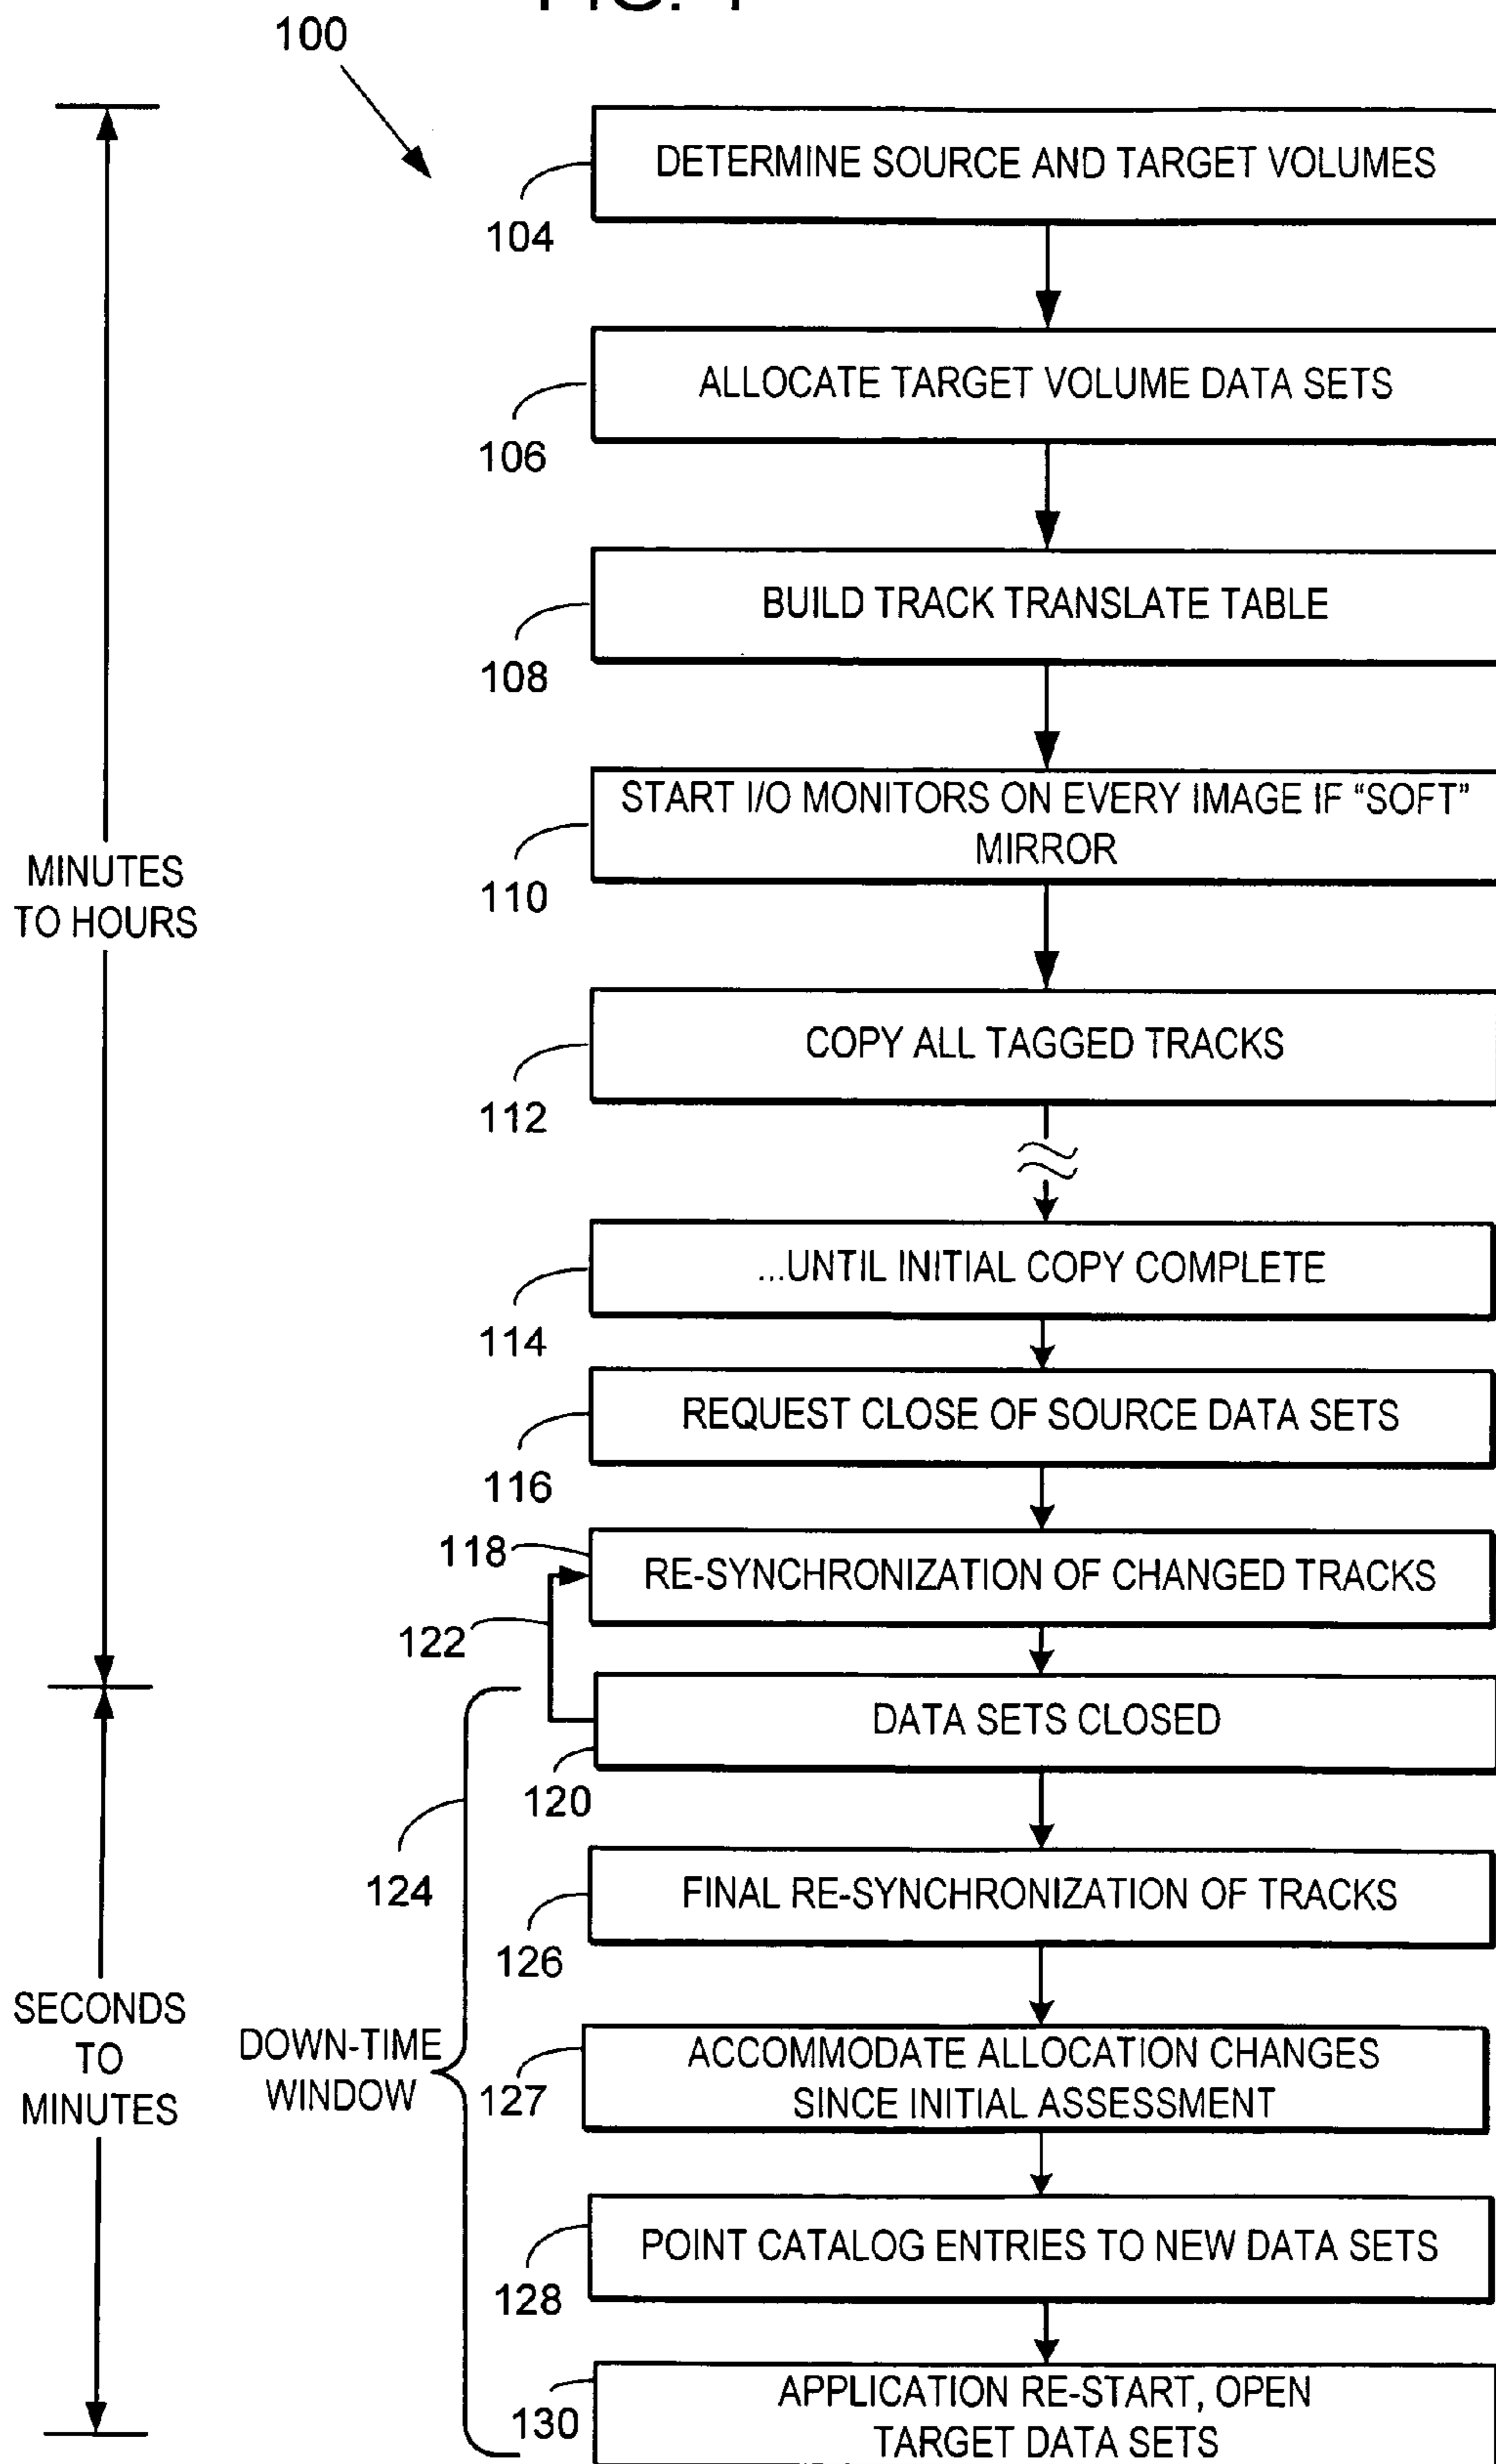 100
DETERMINE SOURCE AND TARGET VOLUMES
104
ALLOCATE TARGET VOLUME DATA SETS
106
BUILD TRACK TRANSLATE TABLE
108
START I/O MONITORS ON EVERY IMAGE IF “SOFT”
MIRROR
110
MINUTES
TO HOURS
COPY ALL TAGGED TRACKS
112
...UNTIL INITIAL COPY COMPLETE
114
REQUEST CLOSE OF SOURCE DATA SETS
116
118
RE-SYNCHRONIZATION OF CHANGED TRACKS
122
DATA SETS CLOSED
120
124
FINAL RE-SYNCHRONIZATION OF TRACKS
126
SECONDS
TO
MINUTES
DOWN-TIME
WINDOW
ACCOMMODATE ALLOCATION CHANGES
SINCE INITIAL ASSESSMENT
127
POINT CATALOG ENTRIES TO NEW DATA SETS
128
APPLICATION RE-START, OPEN
TARGET DATA SETS
130